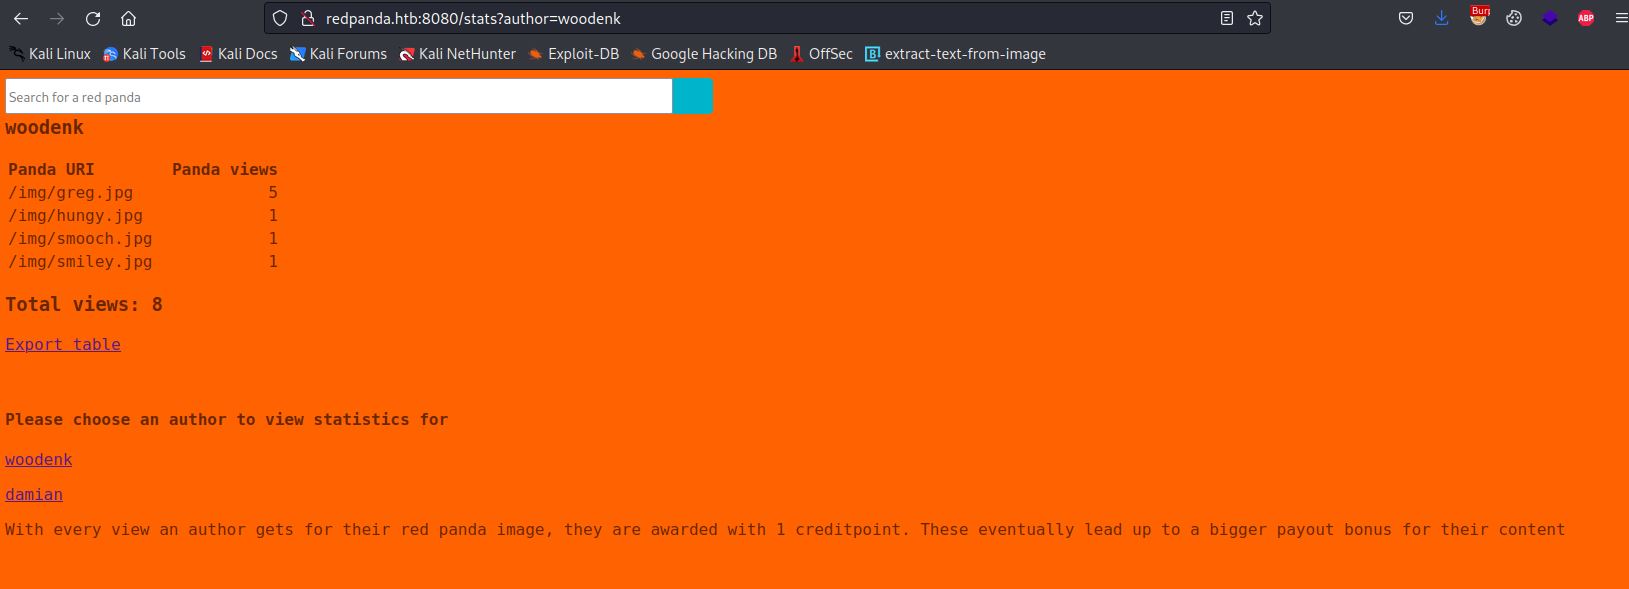 redpanda.htb:8080/stats?author=woodenk
Burp
ABP
Kali Linux Kali Tools Kali Docs Kali Forums Kali NetHunter Exploit-DB Google Hacking DB OffSec extract-text-from-image
Search for a red panda
woodenk
Panda URI Panda views
/img/greg.jpg 5
/img/hungy.jpg 1
/img/smooch.jpg 1
/img/smiley.jpg 1
Total views: 8
Export table
Please choose an author to view statistics for
woodenk
damian
With every view an author gets for their red panda image, they are awarded with 1 creditpoint. These eventually lead up to a bigger payout bonus for their content